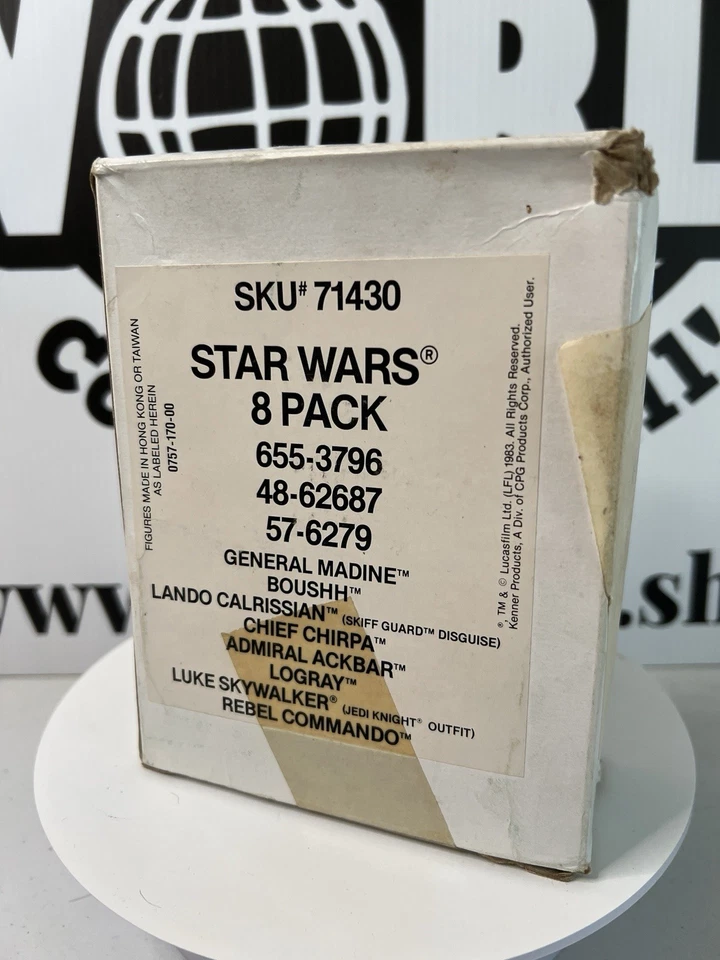 SKU# 71430
STAR WARS®
8 PACK
655-3796
48-62687
57-6279
GENERAL MADINE™
BOUSHH™
LANDO CALRISSIAN™ (SKIFF GUARD™ DISGUISE)
CHIEF CHIRPA™
ADMIRAL ACKBAR™
LOGRAY™
LUKE SKYWALKER® (JEDI KNIGHT® OUTFIT)
REBEL COMMANDO™
FIGURES MADE IN HONG KONG OR TAIWAN
AS LABELED HEREIN
0757-170-00
®, TM & © Lucasfilm Ltd. (LFL) 1983. All Rights Reserved.
Kenner Products, A Div. of CPG Products Corp., Authorized User.